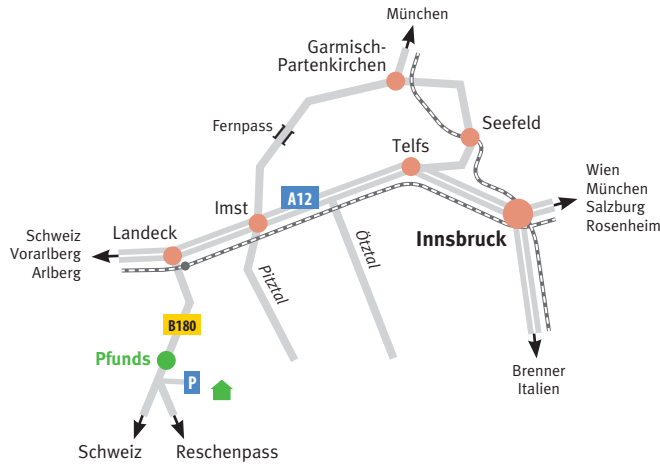 München
Garmisch-
Partenkirchen
Fernpass
Seefeld
Telfs
Wien
München
Salzburg
Rosenheim
A12
Imst
Landeck
Innsbruck
Schweiz
Vorarlberg
Arlberg
Pitztal
Ötztal
B180
Pfunds
P
Brenner
Italien
Schweiz
Reschenpass